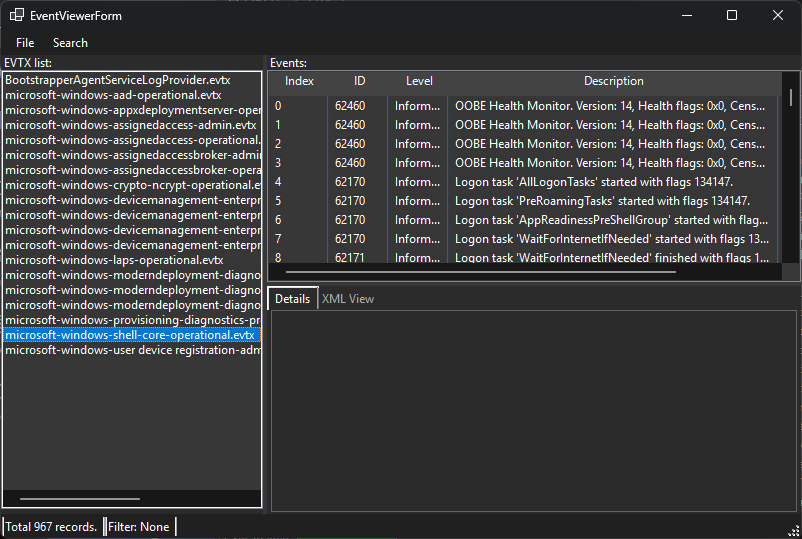 EventViewerForm
File Search
EVTX list:
BootstrapperAgentServiceLogProvider.evtx
microsoft-windows-aad-operational.evtx
microsoft-windows-appxdeploymentserver-oper
microsoft-windows-assignedaccess-admin.evtx
microsoft-windows-assignedaccess-operational.
microsoft-windows-assignedaccessbroker-admi
microsoft-windows-assignedaccessbroker-opera
microsoft-windows-crypto-ncrypt-operational.e
microsoft-windows-devicemanagement-enterpr
microsoft-windows-devicemanagement-enterpr
microsoft-windows-devicemanagement-enterpr
microsoft-windows-devicemanagement-enterpr
microsoft-windows-laps-operational.evtx
microsoft-windows-moderndeployment-diagno
microsoft-windows-moderndeployment-diagno
microsoft-windows-moderndeployment-diagno
microsoft-windows-provisioning-diagnostics-pr
microsoft-windows-shell-core-operational.evtx
microsoft-windows-user device registration-adm
Events:
Index ID Level Description
0 62460 Inform... OOBE Health Monitor. Version: 14, Health flags: 0x0, Cens...
1 62460 Inform... OOBE Health Monitor. Version: 14, Health flags: 0x0, Cens...
2 62460 Inform... OOBE Health Monitor. Version: 14, Health flags: 0x0, Cens...
3 62460 Inform... OOBE Health Monitor. Version: 14, Health flags: 0x0, Cens...
4 62170 Inform... Logon task 'AllLogonTasks' started with flags 134147.
5 62170 Inform... Logon task 'PreRoamingTasks' started with flags 134147.
6 62170 Inform... Logon task 'AppReadinessPreShellGroup' started with flag...
7 62170 Inform... Logon task 'WaitForInternetIfNeeded' started with flags 13...
8 62171 Inform... Logon task 'WaitForInternetIfNeeded' finished with flags 1...
Details XML View
Total 967 records. Filter: None